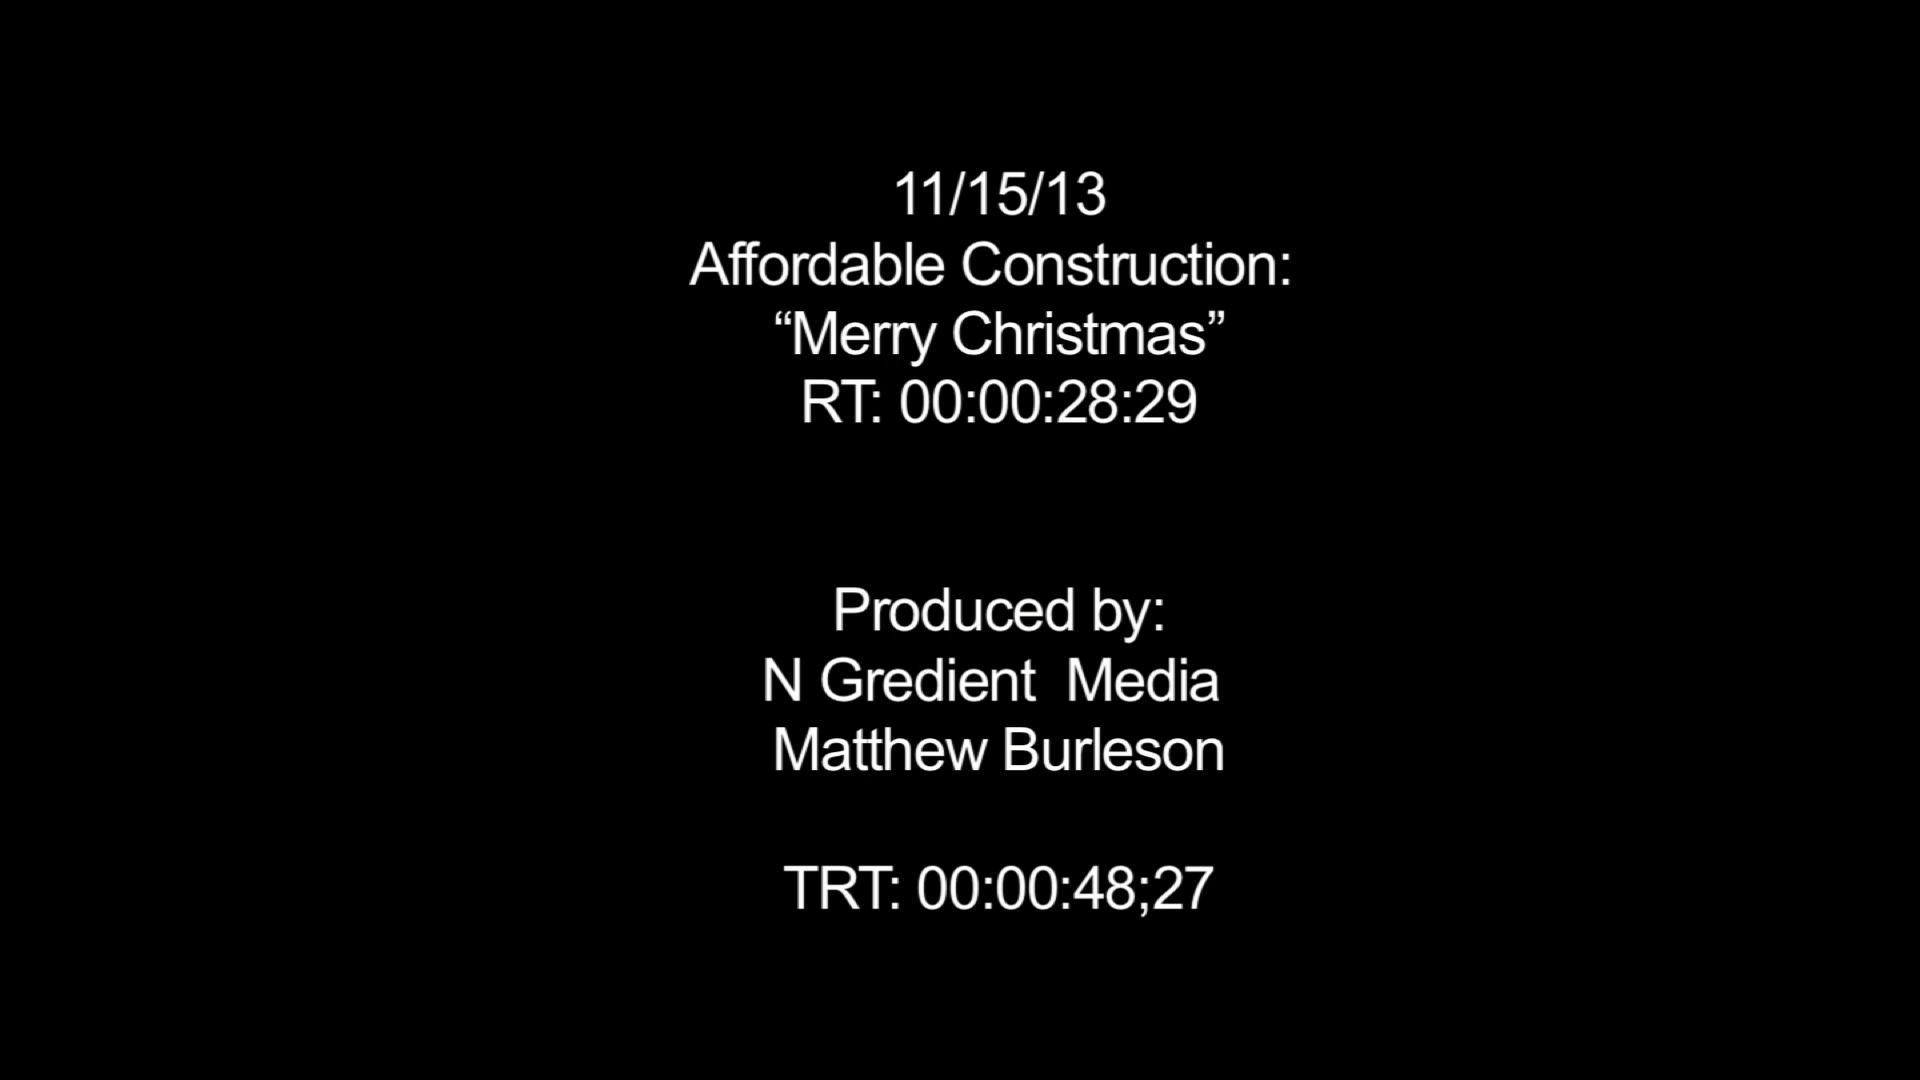 11/15/13
Affordable Construction:
“Merry Christmas”
RT: 00:00:28:29
Produced by:
N Gredient  Media
Matthew Burleson
TRT: 00:00:48;27